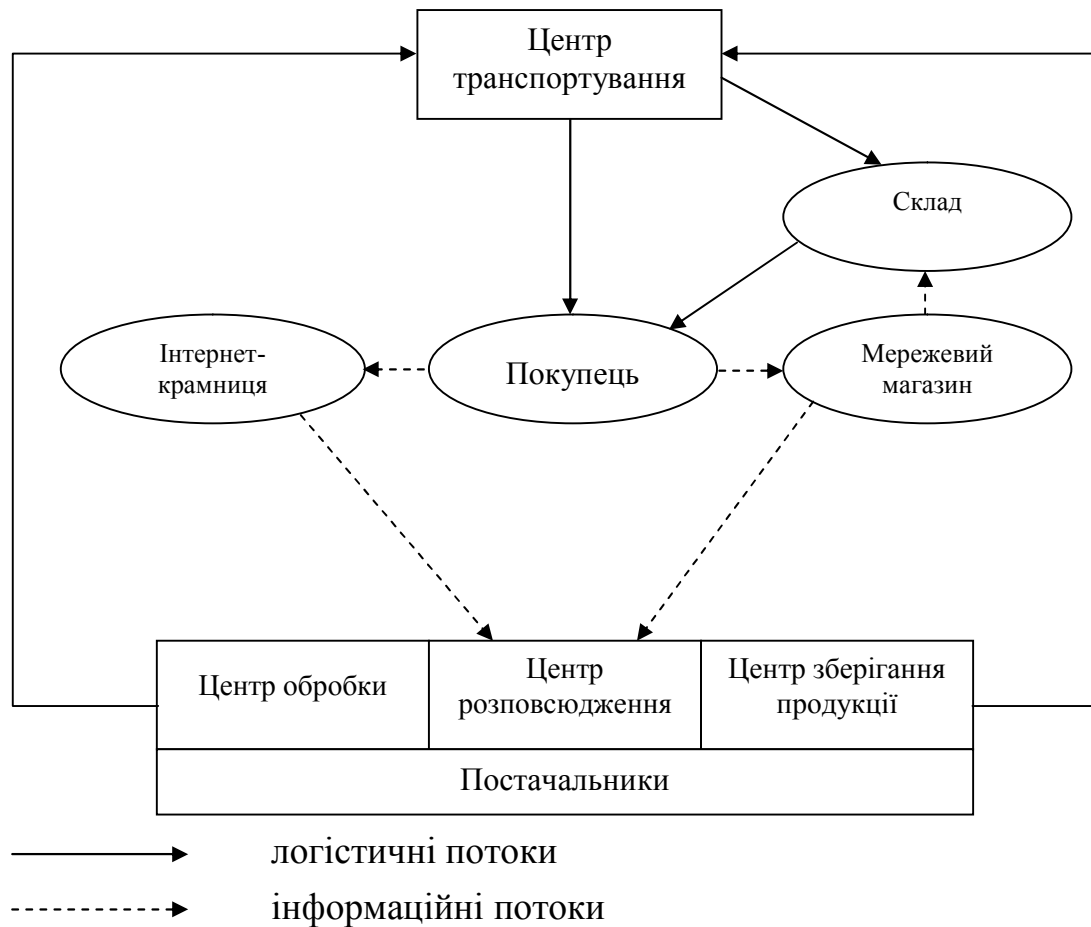 Центр
транспортування
Склад
Інтернет-
крамниця
Покупець
Мережевий
магазин
Центр обробки
Центр
розповсюдження
Центр зберігання
продукції
Постачальники
логістичні потоки
інформаційні потоки